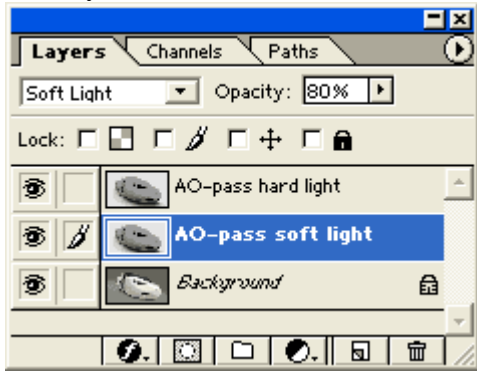 Layers Channels Paths
Soft Light Opacity: 80%
Lock:
AO-pass hard light
AO-pass soft light
Background